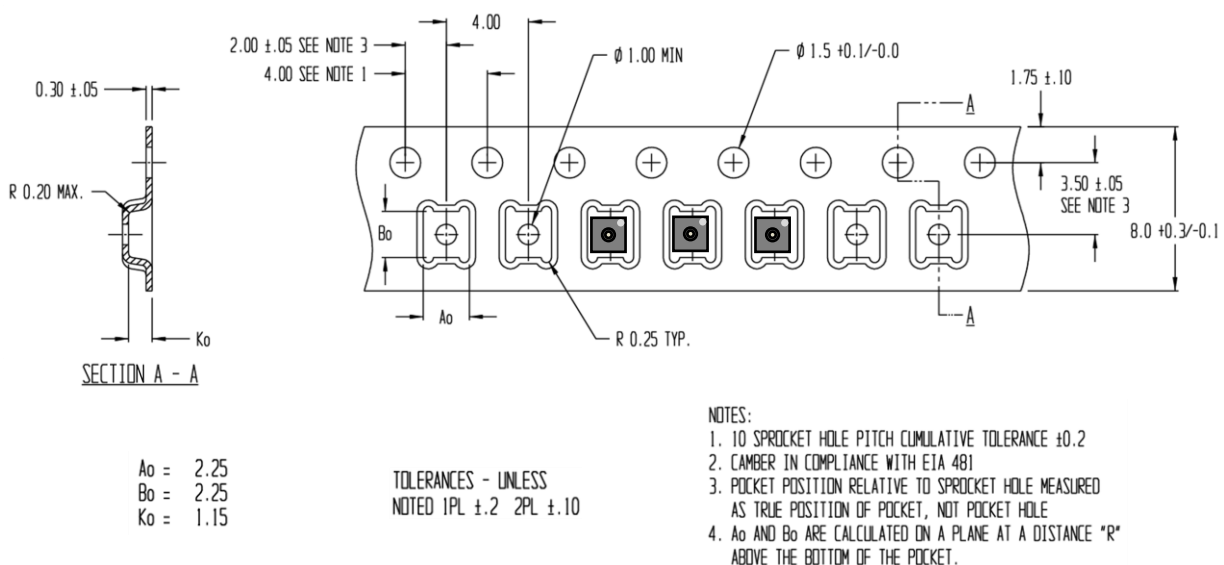 4.00
2.00 ±.05 SEE NOTE 3
4.00 SEE NOTE 1
0.30 ±.05
Ø 1.00 MIN
Ø 1.5 +0.1/-0.0
1.75 ±.10
A
R 0.20 MAX.
Bo
3.50 ±.05
SEE NOTE 3
8.0 +0.3/-0.1
Ao
A
Ko
R 0.25 TYP.
SECTION A - A
Ao = 2.25
Bo = 2.25
Ko = 1.15
TOLERANCES - UNLESS
NOTED 1PL ±.2 2PL ±.10
NOTES:
1. 10 SPROCKET HOLE PITCH CUMULATIVE TOLERANCE ±0.2
2. CAMBER IN COMPLIANCE WITH EIA 481
3. POCKET POSITION RELATIVE TO SPROCKET HOLE MEASURED
AS TRUE POSITION OF POCKET, NOT POCKET HOLE
4. Ao AND Bo ARE CALCULATED ON A PLANE AT A DISTANCE "R"
ABOVE THE BOTTOM OF THE POCKET.